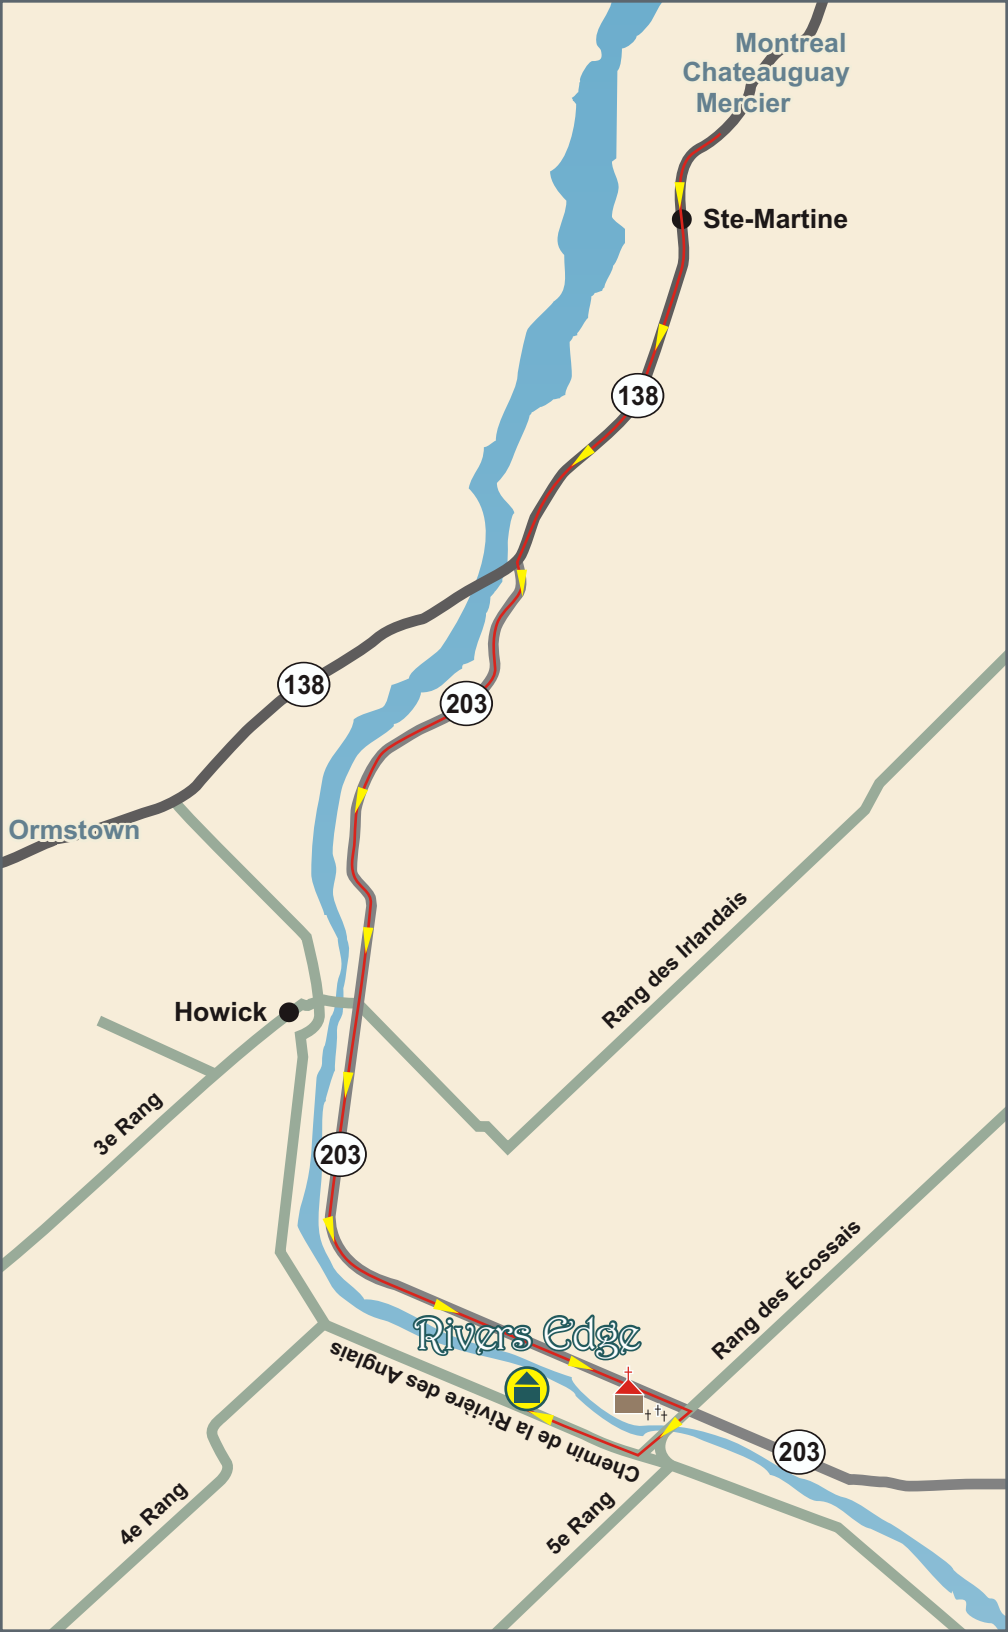 Montreal
Chateauguay
Mercier
Ste-Martine
138
138
203
Ormstown
Rang des Irlandais
Howick
3e Rang
203
Rang des Écossais
Rivers Edge
Chemin de la Rivière des Anglais
203
4e Rang
5e Rang